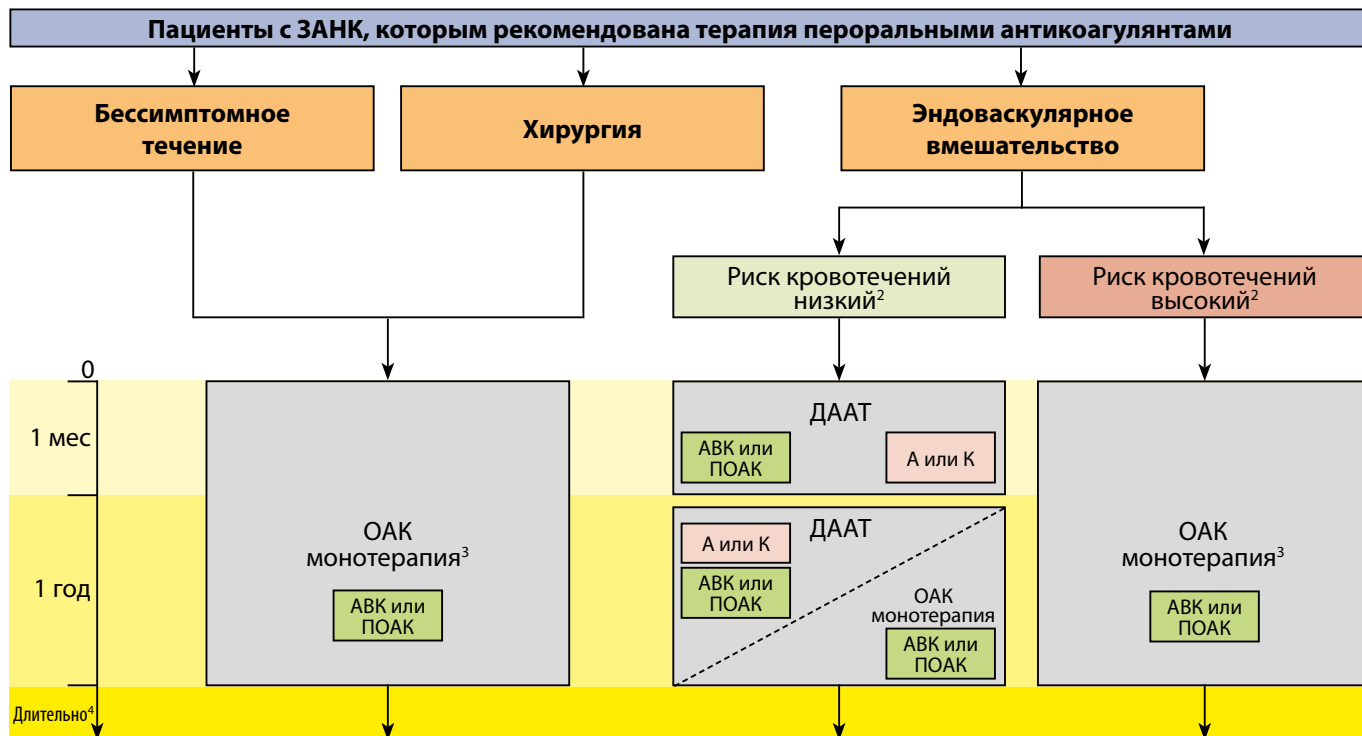 Пациенты с ЗАНК, которым рекомендована терапия пероральными антикоагулянтами
Бессимптомное
течение
Хирургия
Эндоваскулярное
вмешательство
Риск кровотечений
низкий²
Риск кровотечений
высокий²
0
1 мес
1 год
Длительно⁴
ОАК
монотерапия³
АВК или
ПОАК
ДААТ
АВК или
ПОАК
А или К
ДААТ
А или К
АВК или
ПОАК
ОАК
монотерапия
АВК или
ПОАК
ОАК
монотерапия³
АВК или
ПОАК